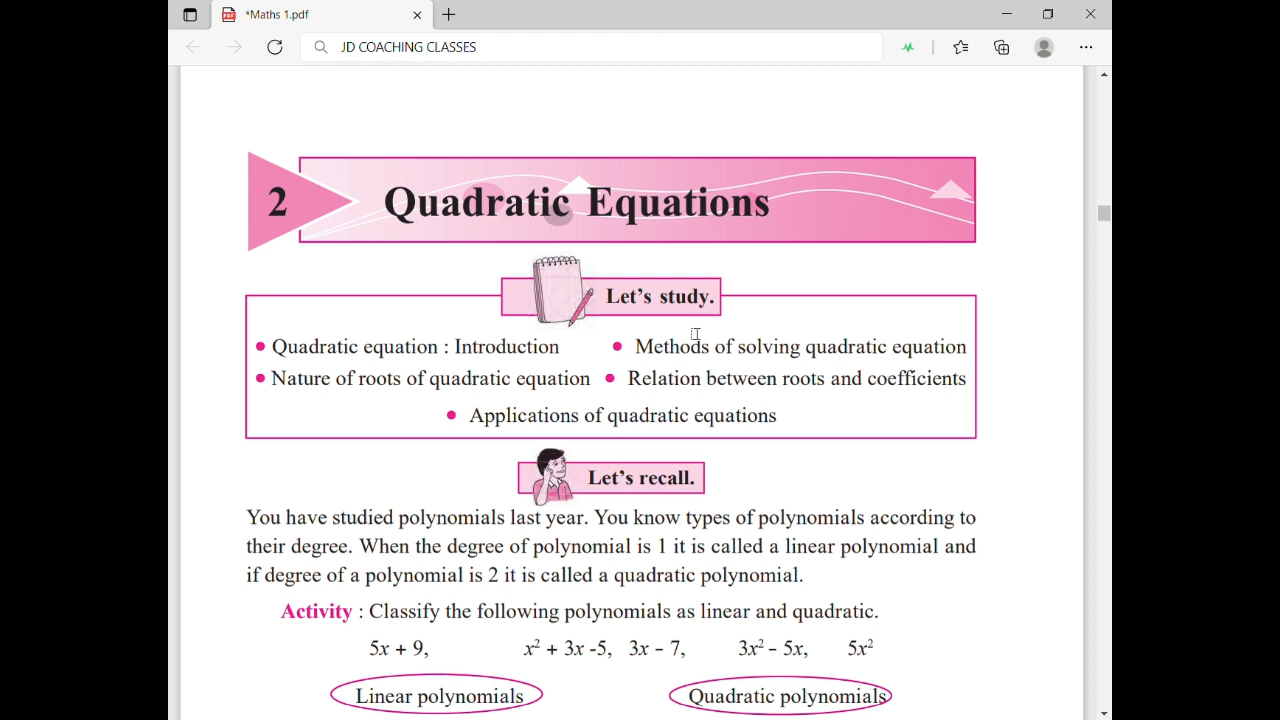 *Maths 1.pdf
JD COACHING CLASSES
2 Quadratic Equations
Let's study.
• Quadratic equation : Introduction • Methods of solving quadratic equation
• Nature of roots of quadratic equation • Relation between roots and coefficients
• Applications of quadratic equations
Let's recall.
You have studied polynomials last year. You know types of polynomials according to
their degree. When the degree of polynomial is 1 it is called a linear polynomial and
if degree of a polynomial is 2 it is called a quadratic polynomial.
Activity : Classify the following polynomials as linear and quadratic.
5x + 9, x² + 3x -5, 3x − 7, 3x² − 5x, 5x²
Linear polynomials Quadratic polynomials